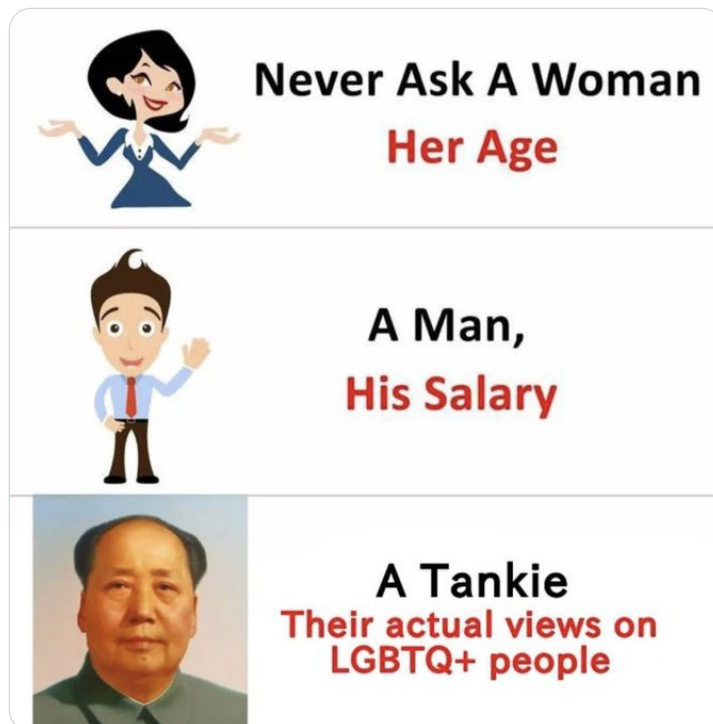 Never Ask A Woman
Her Age
A Man,
His Salary
A Tankie
Their actual views on
LGBTQ+ people